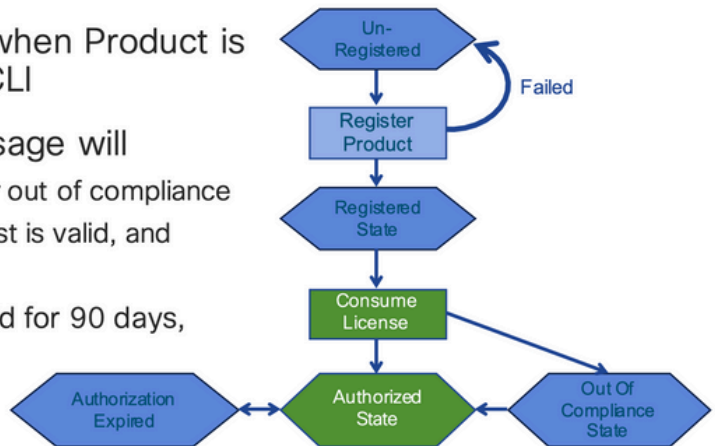 when Product is
CLI
sage will
out of compliance
st is valid, and
d for 90 days,
Un-
Registered
Failed
Register
Product
Registered
State
Consume
License
Authorization
Expired
Authorized
State
Out Of
Compliance
State